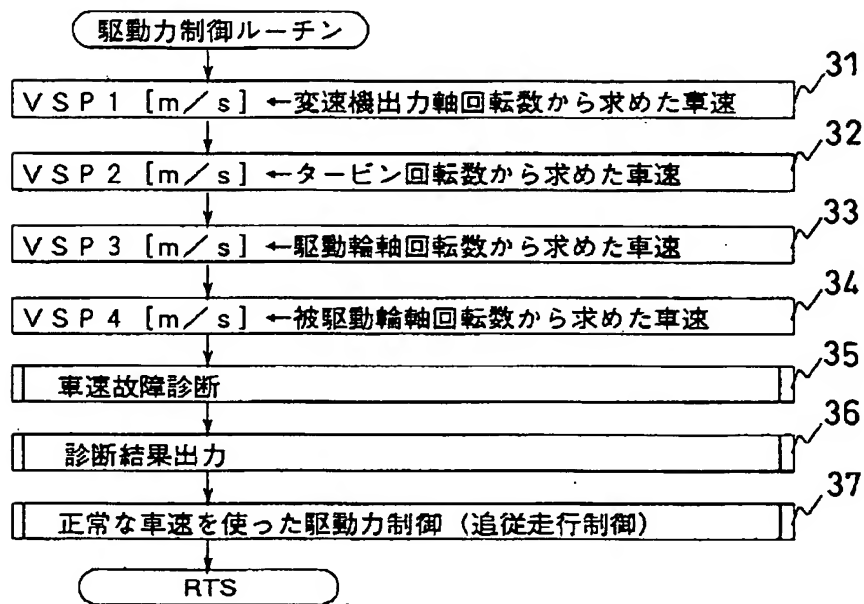 駆動力制御ルーチン
31
VSP1 [m/s] ←変速機出力軸回転数から求めた車速
32
VSP2 [m/s] ←タービン回転数から求めた車速
33
VSP3 [m/s] ←駆動輪軸回転数から求めた車速
34
VSP4 [m/s] ←被駆動輪軸回転数から求めた車速
35
車速故障診断
36
診断結果出力
37
正常な車速を使った駆動力制御(追従走行制御)
RTS